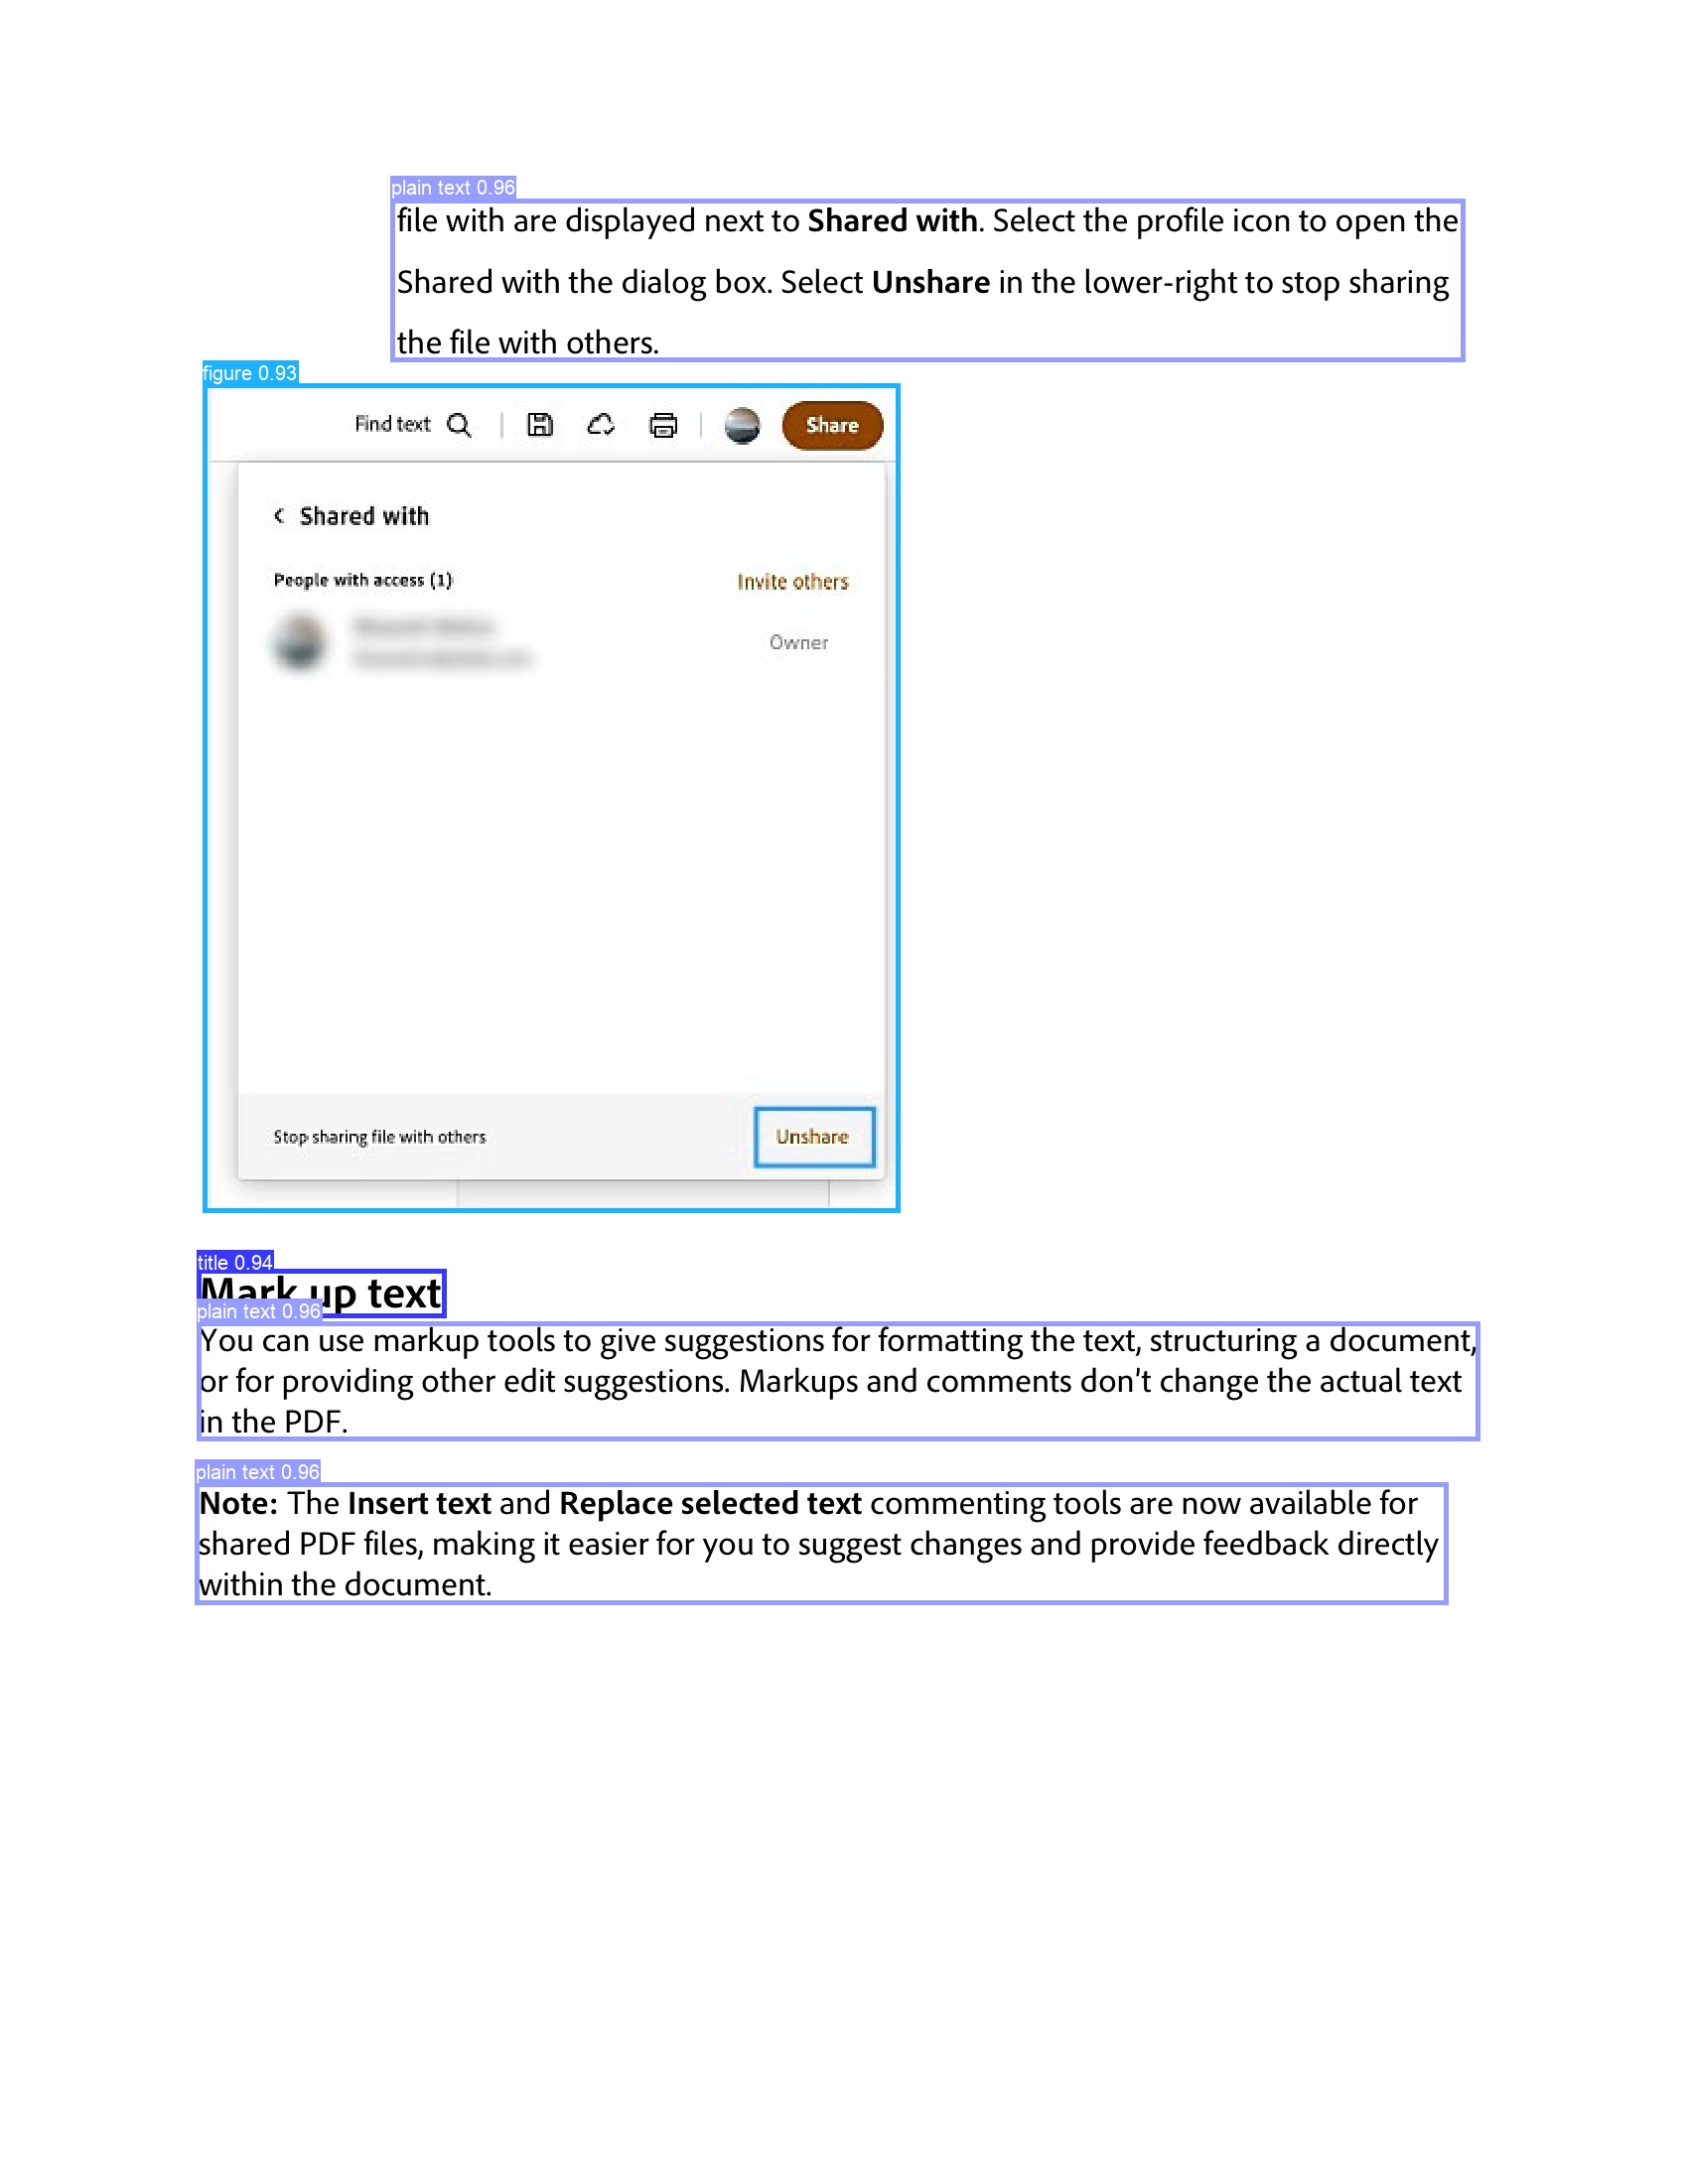 plain text 0.96
file with are displayed next to Shared with. Select the profile icon to open the
Shared with the dialog box. Select Unshare in the lower-right to stop sharing
the file with others.
figure 0.93
Find text
Share
< Shared with
People with access (1)
Invite others
Owner
Stop sharing file with others
Unshare
title 0.94
Mark up text
plain text 0.96
You can use markup tools to give suggestions for formatting the text, structuring a document,
or for providing other edit suggestions. Markups and comments don't change the actual text
in the PDF.
plain text 0.96
Note: The Insert text and Replace selected text commenting tools are now available for
shared PDF files, making it easier for you to suggest changes and provide feedback directly
within the document.